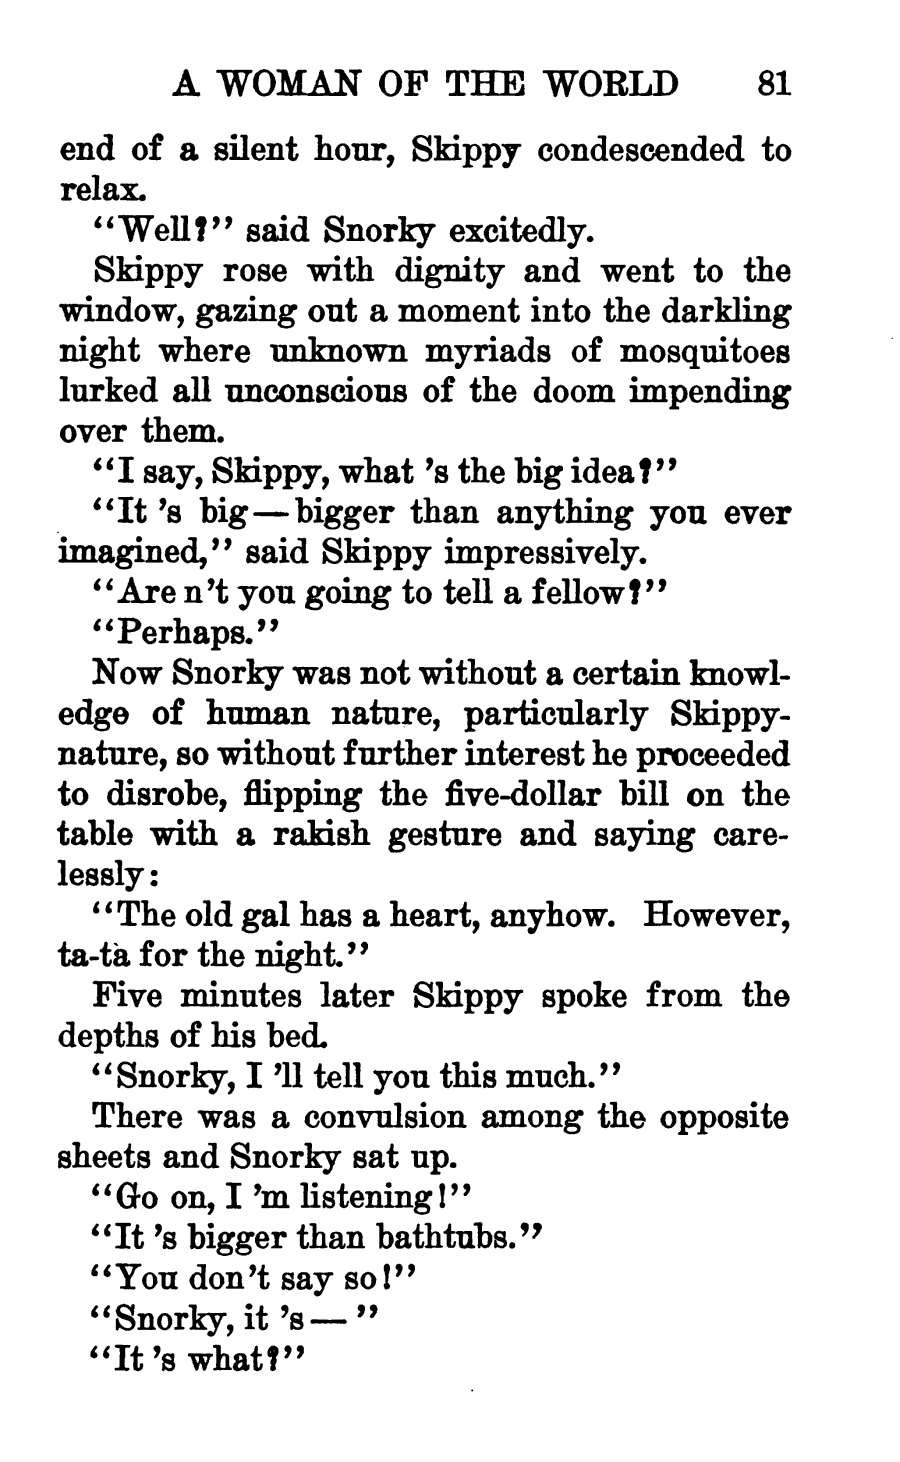 A WOMAN OF THE WORLD 81
end of a silent hour, Skippy condescended to
relax.
“Well?” said Snorky excitedly.
Skippy rose with dignity and went to the
window, gazing out a moment into the darkling
night where unknown myriads of mosquitoes
lurked all unconscious of the doom impending
over them.
“I say, Skippy, what ’s the big idea?”
“It ’s big—bigger than anything you ever
imagined,” said Skippy impressively.
“Are n’t you going to tell a fellow?”
“Perhaps.”
Now Snorky was not without a certain knowl-
edge of human nature, particularly Skippy-
nature, so without further interest he proceeded
to disrobe, flipping the five-dollar bill on the
table with a rakish gesture and saying care-
lessly:
“The old gal has a heart, anyhow. However,
ta-ta for the night.”
Five minutes later Skippy spoke from the
depths of his bed.
“Snorky, I ’ll tell you this much.”
There was a convulsion among the opposite
sheets and Snorky sat up.
“Go on, I ’m listening!”
“It ’s bigger than bathtubs.”
“You don’t say so!”
“Snorky, it ’s— ”
“It ’s what?”